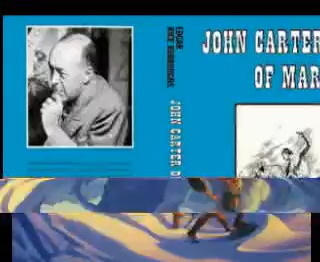 JOHN CARTER
OF MAR
EDGAR
RICE BURROUGHS
JOHN CARTER O